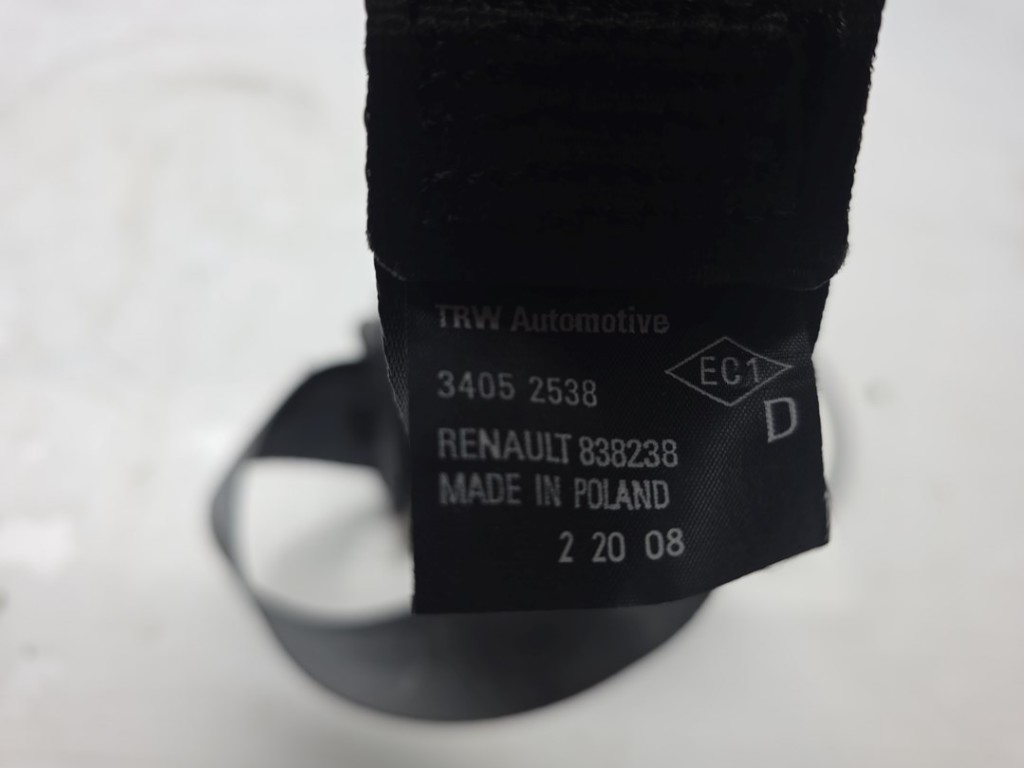 TRW Automotive
EC1
3405 2538
D
RENAULT 838238
MADE IN POLAND
2 20 08